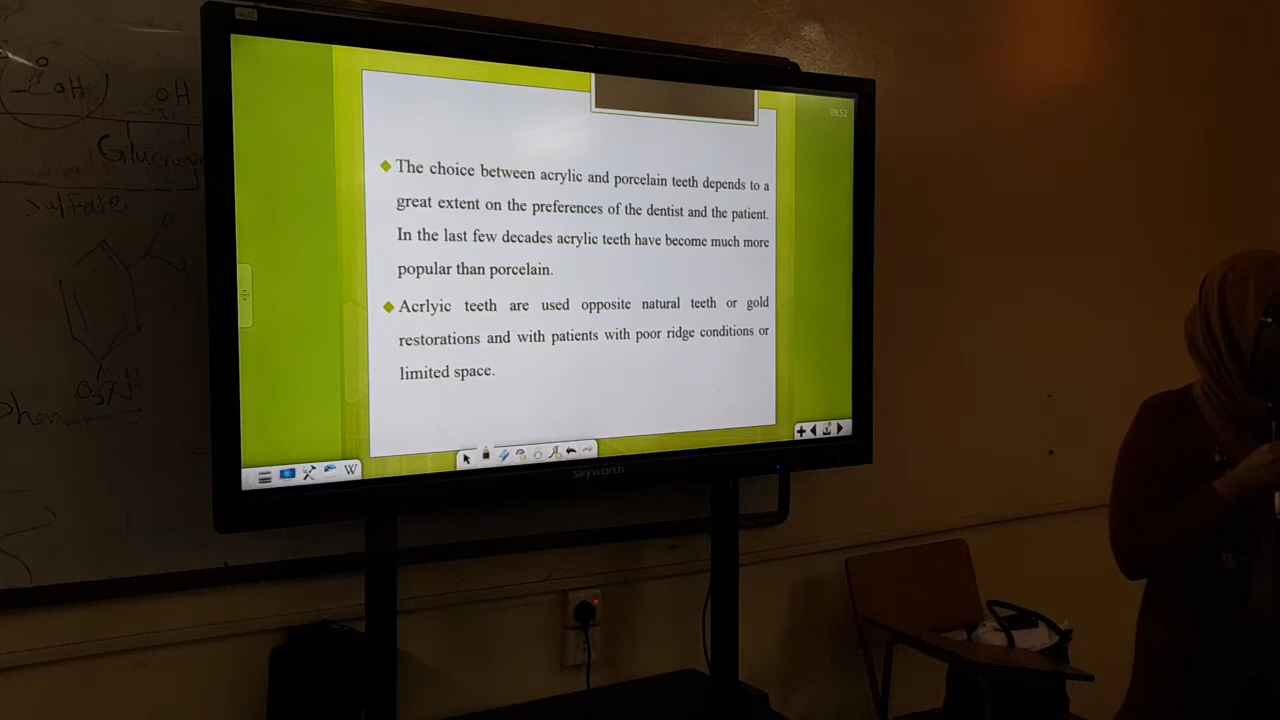 09:52
The choice between acrylic and porcelain teeth depends to a
great extent on the preferences of the dentist and the patient.
In the last few decades acrylic teeth have become much more
popular than porcelain.
Acrlyic teeth are used opposite natural teeth or gold
restorations and with patients with poor ridge conditions or
limited space.
W
Skyworth
O
OH
OH
sulfate